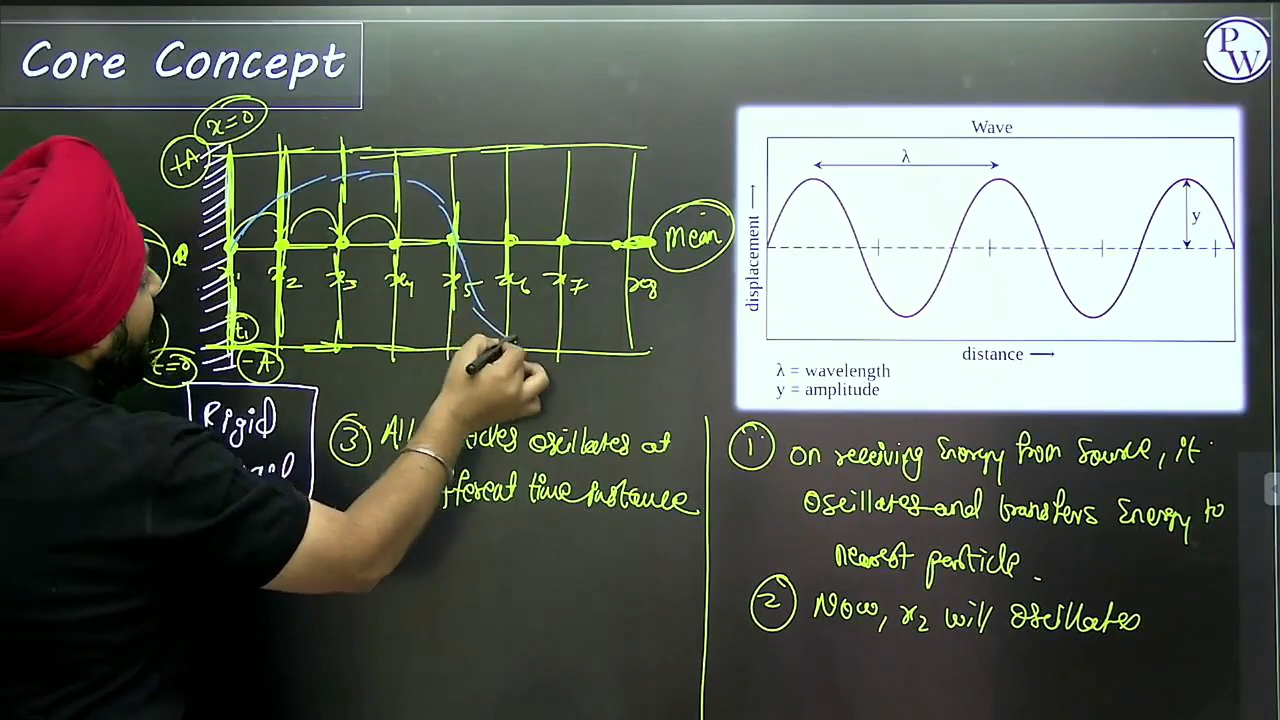 Core Concept
PW
x=0
+A
Mean
x1 x2 x3 x4 x5 x6 x7 x8
t1
t=0
-A
Rigid
Wave
λ
y
displacement
distance
λ = wavelength
y = amplitude
③ All oscillates at
time instance
① On receiving Energy from Source, it
Oscillates and transfers Energy to
nearest particle.
② Now, x2 will oscillates